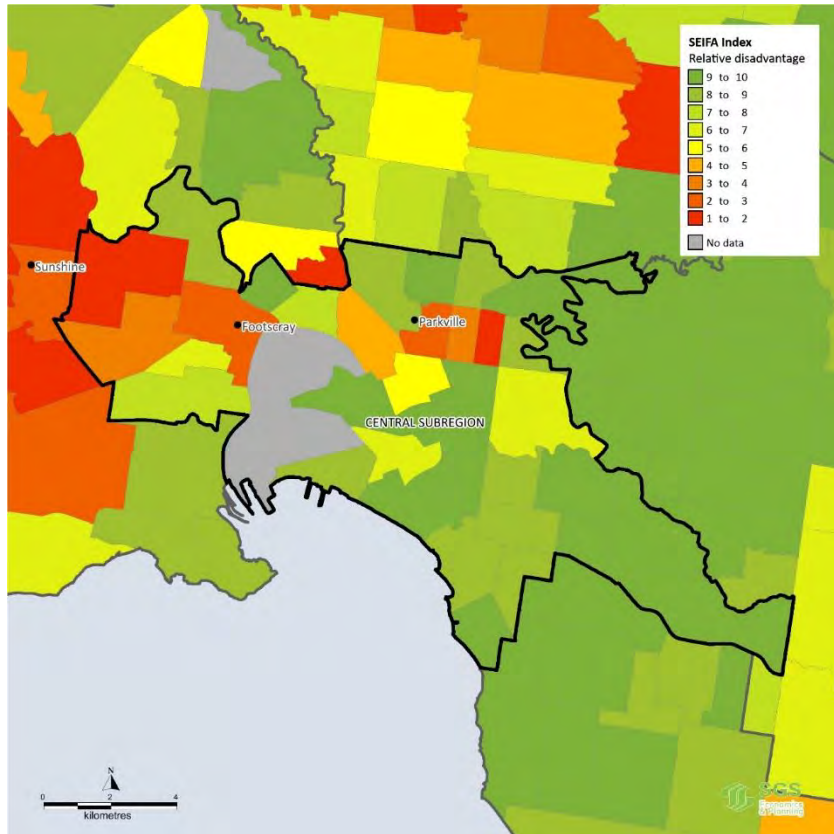 SEIFA Index
Relative disadvantage
9 to 10
8 to 9
7 to 8
6 to 7
5 to 6
4 to 5
3 to 4
2 to 3
1 to 2
No data
Sunshine
Footscray
Parkville
CENTRAL SUBREGION
N
0 2 4
kilometres
SGS
Economics
& Planning